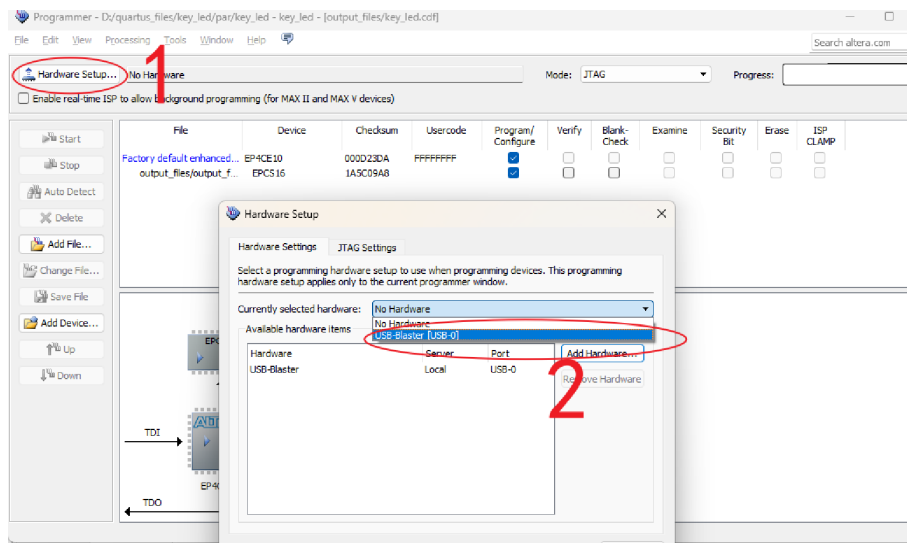 Programmer - D:/quartus_files/key_led/par/key_led - key_led - [output_files/key_led.cdf]
File Edit View Processing Tools Window Help
Search altera.com
1
Hardware Setup... No Hardware Mode: JTAG Progress:
Enable real-time ISP to allow background programming (for MAX II and MAX V devices)
File Device Checksum Usercode Program/ Verify Blank- Examine Security Erase ISP
Configure Check Bit CLAMP
Start
Stop
Auto Detect
Delete
Add File...
Change File...
Save File
Add Device...
Up
Down
Factory default enhanced... EP4CE10 000D23DA FFFFFFFF
output_files/output_f... EPCS16 1A5C09A8
Hardware Setup
Hardware Settings JTAG Settings
Select a programming hardware setup to use when programming devices. This programming
hardware setup applies only to the current programmer window.
Currently selected hardware: No Hardware
No Hardware
USB-Blaster [USB-0]
Available hardware items
Hardware Server Port
USB-Blaster Local USB-0
Add Hardware...
Remove Hardware
2
EPC
TDI
EP4C
TDO